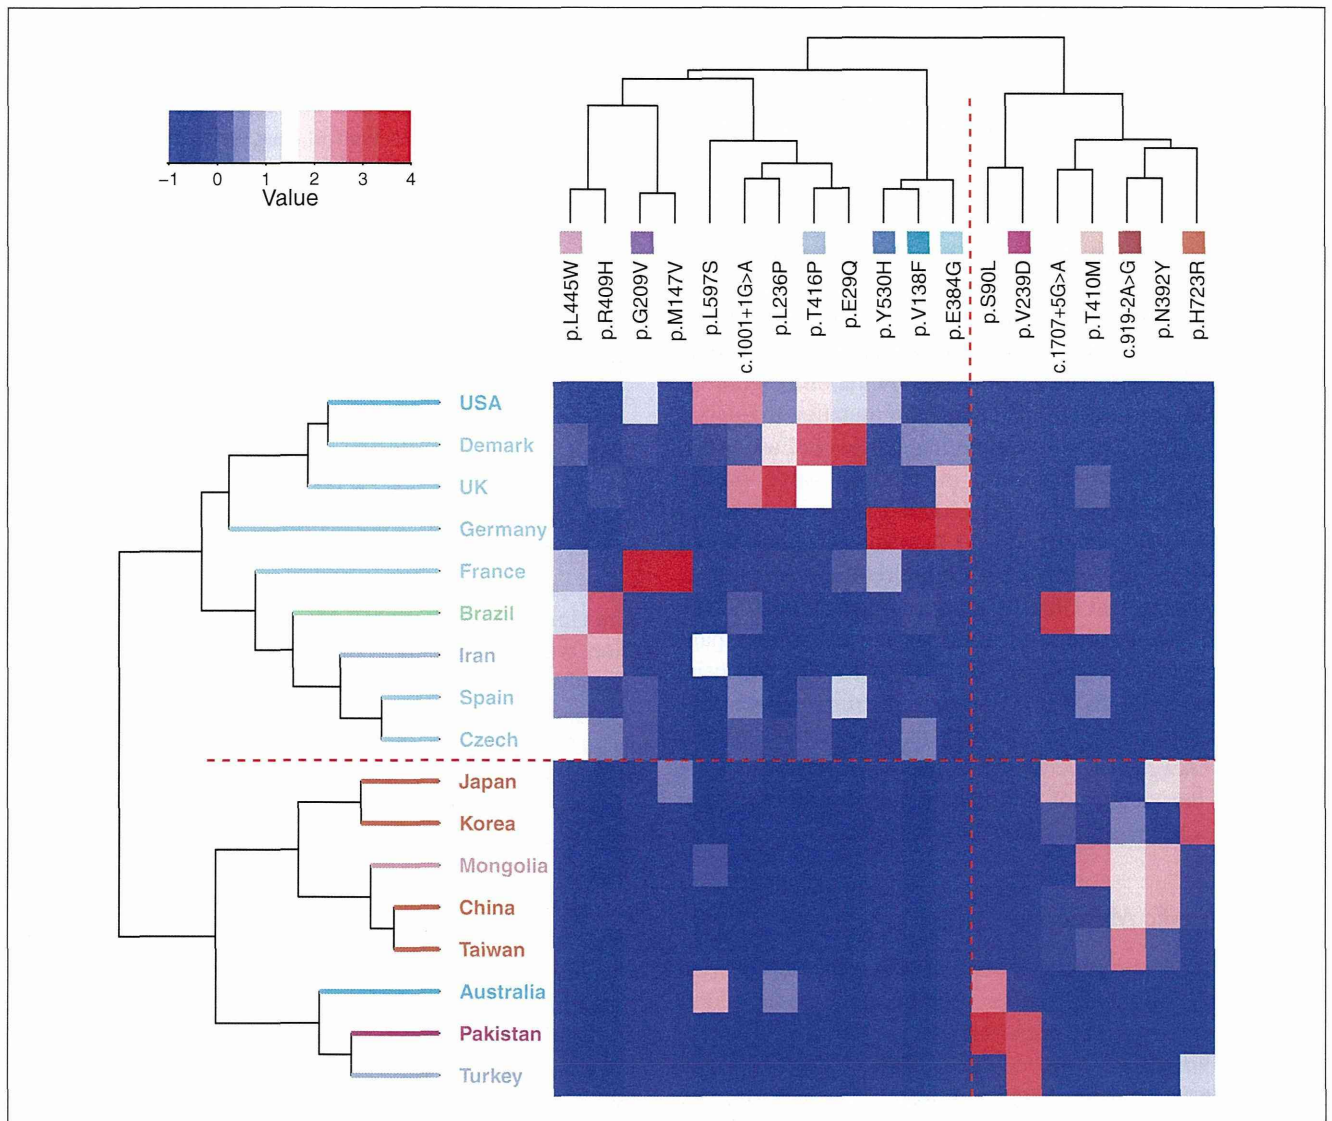 -1 0 1 2 3 4
Value
p.L445W
p.R409H
p.G209V
p.M147V
p.L597S
c.1001+1G>A
p.L236P
p.T416P
p.E29Q
p.Y530H
p.V138F
p.E384G
p.S90L
p.V239D
c.1707+5G>A
p.T410M
c.919-2A>G
p.N392Y
p.H723R
USA
Demark
UK
Germany
France
Brazil
Iran
Spain
Czech
Japan
Korea
Mongolia
China
Taiwan
Australia
Pakistan
Turkey